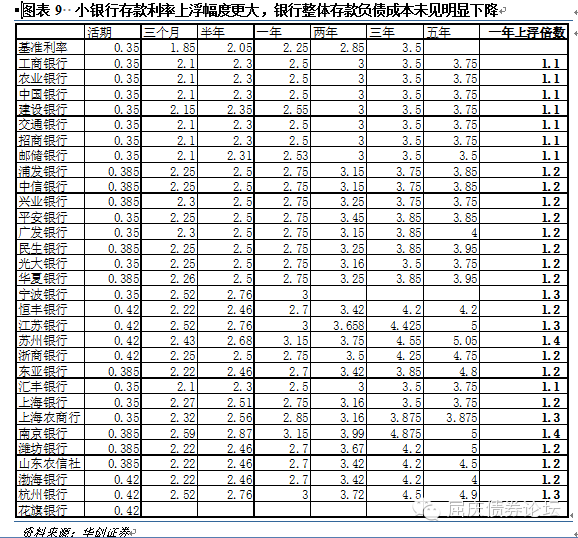 图表 9 小银行存款利率上浮幅度更大，银行整体存款负债成本未见明显下降
活期 三个月 半年 一年 两年 三年 五年 一年上浮倍数
基准利率 0.35 1.85 2.05 2.25 2.85 3.5
工商银行 0.35 2.1 2.3 2.5 3 3.5 3.75 1.1
农业银行 0.35 2.1 2.3 2.5 3 3.5 3.75 1.1
中国银行 0.35 2.1 2.3 2.5 3 3.5 3.75 1.1
建设银行 0.35 2.15 2.35 2.55 3 3.5 3.75 1.1
交通银行 0.35 2.1 2.3 2.5 3 3.5 3.75 1.1
招商银行 0.35 2.1 2.3 2.5 3 3.5 3.75 1.1
邮储银行 0.35 2.1 2.31 2.53 3 3.5 3.5 1.1
浦发银行 0.385 2.25 2.5 2.75 3.15 3.75 3.85 1.2
中信银行 0.385 2.25 2.5 2.75 3.15 3.75 3.85 1.2
兴业银行 0.385 2.3 2.5 2.75 3.25 3.75 3.75 1.2
平安银行 0.35 2.25 2.5 2.75 3.45 3.85 3.85 1.2
广发银行 0.35 2.3 2.5 2.75 3.15 3.85 4 1.2
民生银行 0.385 2.25 2.5 2.75 3.25 3.85 3.95 1.2
光大银行 0.35 2.25 2.5 2.75 3.16 3.5 3.75 1.2
华夏银行 0.385 2.26 2.5 2.75 3.25 3.85 3.95 1.2
宁波银行 0.35 2.52 2.76 3 1.3
恒丰银行 0.42 2.22 2.46 2.7 3.42 4.2 4.2 1.2
江苏银行 0.42 2.52 2.76 3 3.658 4.425 5 1.3
苏州银行 0.42 2.43 2.68 3.15 3.75 4.55 5.05 1.4
浙商银行 0.42 2.25 2.5 2.75 3.5 4.25 4.75 1.2
东亚银行 0.385 2.22 2.46 2.7 3.42 3.85 4.8 1.2
汇丰银行 0.35 2.1 2.3 2.5 3 3.5 3.75 1.1
上海银行 0.35 2.27 2.51 2.75 3.16 3.5 3.75 1.2
上海农商行 0.35 2.32 2.56 2.85 3.16 3.875 3.875 1.3
南京银行 0.385 2.59 2.87 3.15 3.99 4.875 5 1.4
潍坊银行 0.385 2.22 2.46 2.7 3.67 4.2 5 1.2
山东农信社 0.385 2.22 2.46 2.7 3.42 4.2 4.5 1.2
渤海银行 0.42 2.22 2.46 2.7 3.42 4.2 4 1.2
杭州银行 0.42 2.52 2.76 3 3.72 4.5 4.9 1.3
花旗银行 0.42
资料来源：华创证券
屈庆债券论坛